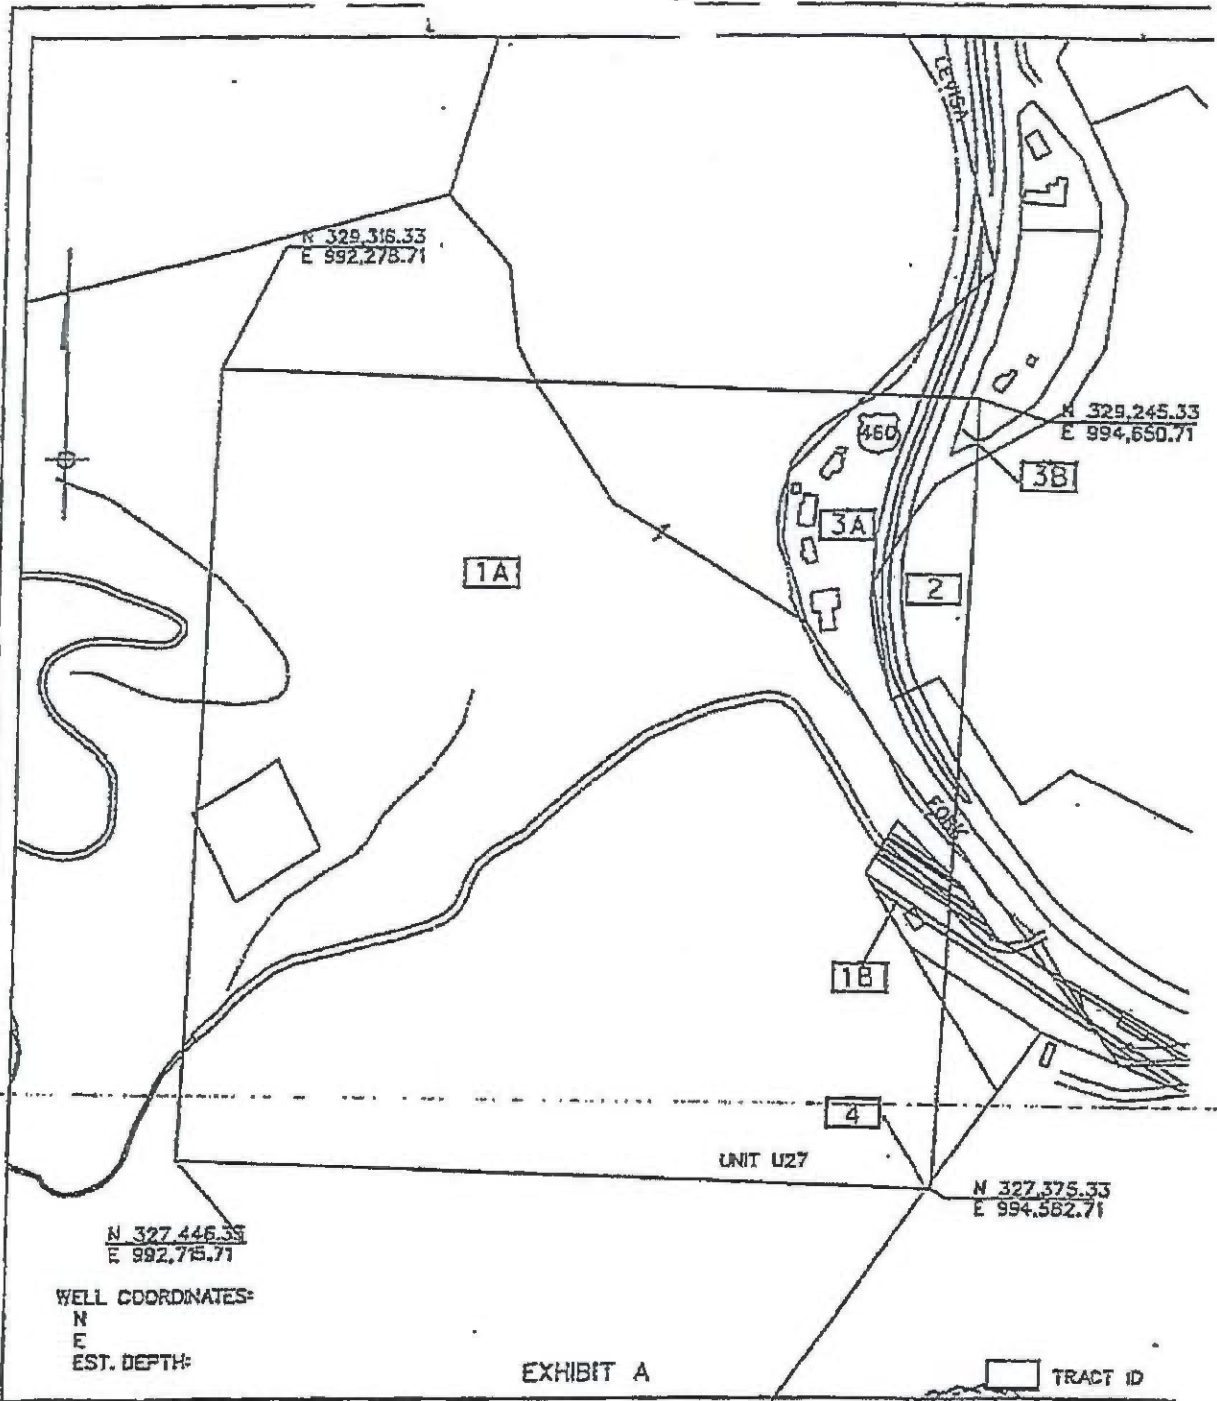 LEVISA
N 329,316.33
E 992,278.71
N 329,245.33
E 994,650.71
460
3B
3A
1A
2
FORK
1B
4
UNIT U27
N 327,375.33
E 994,582.71
N 327,446.33
E 992,715.71
WELL COORDINATES:
N
E
EST. DEPTH:
EXHIBIT A
TRACT ID